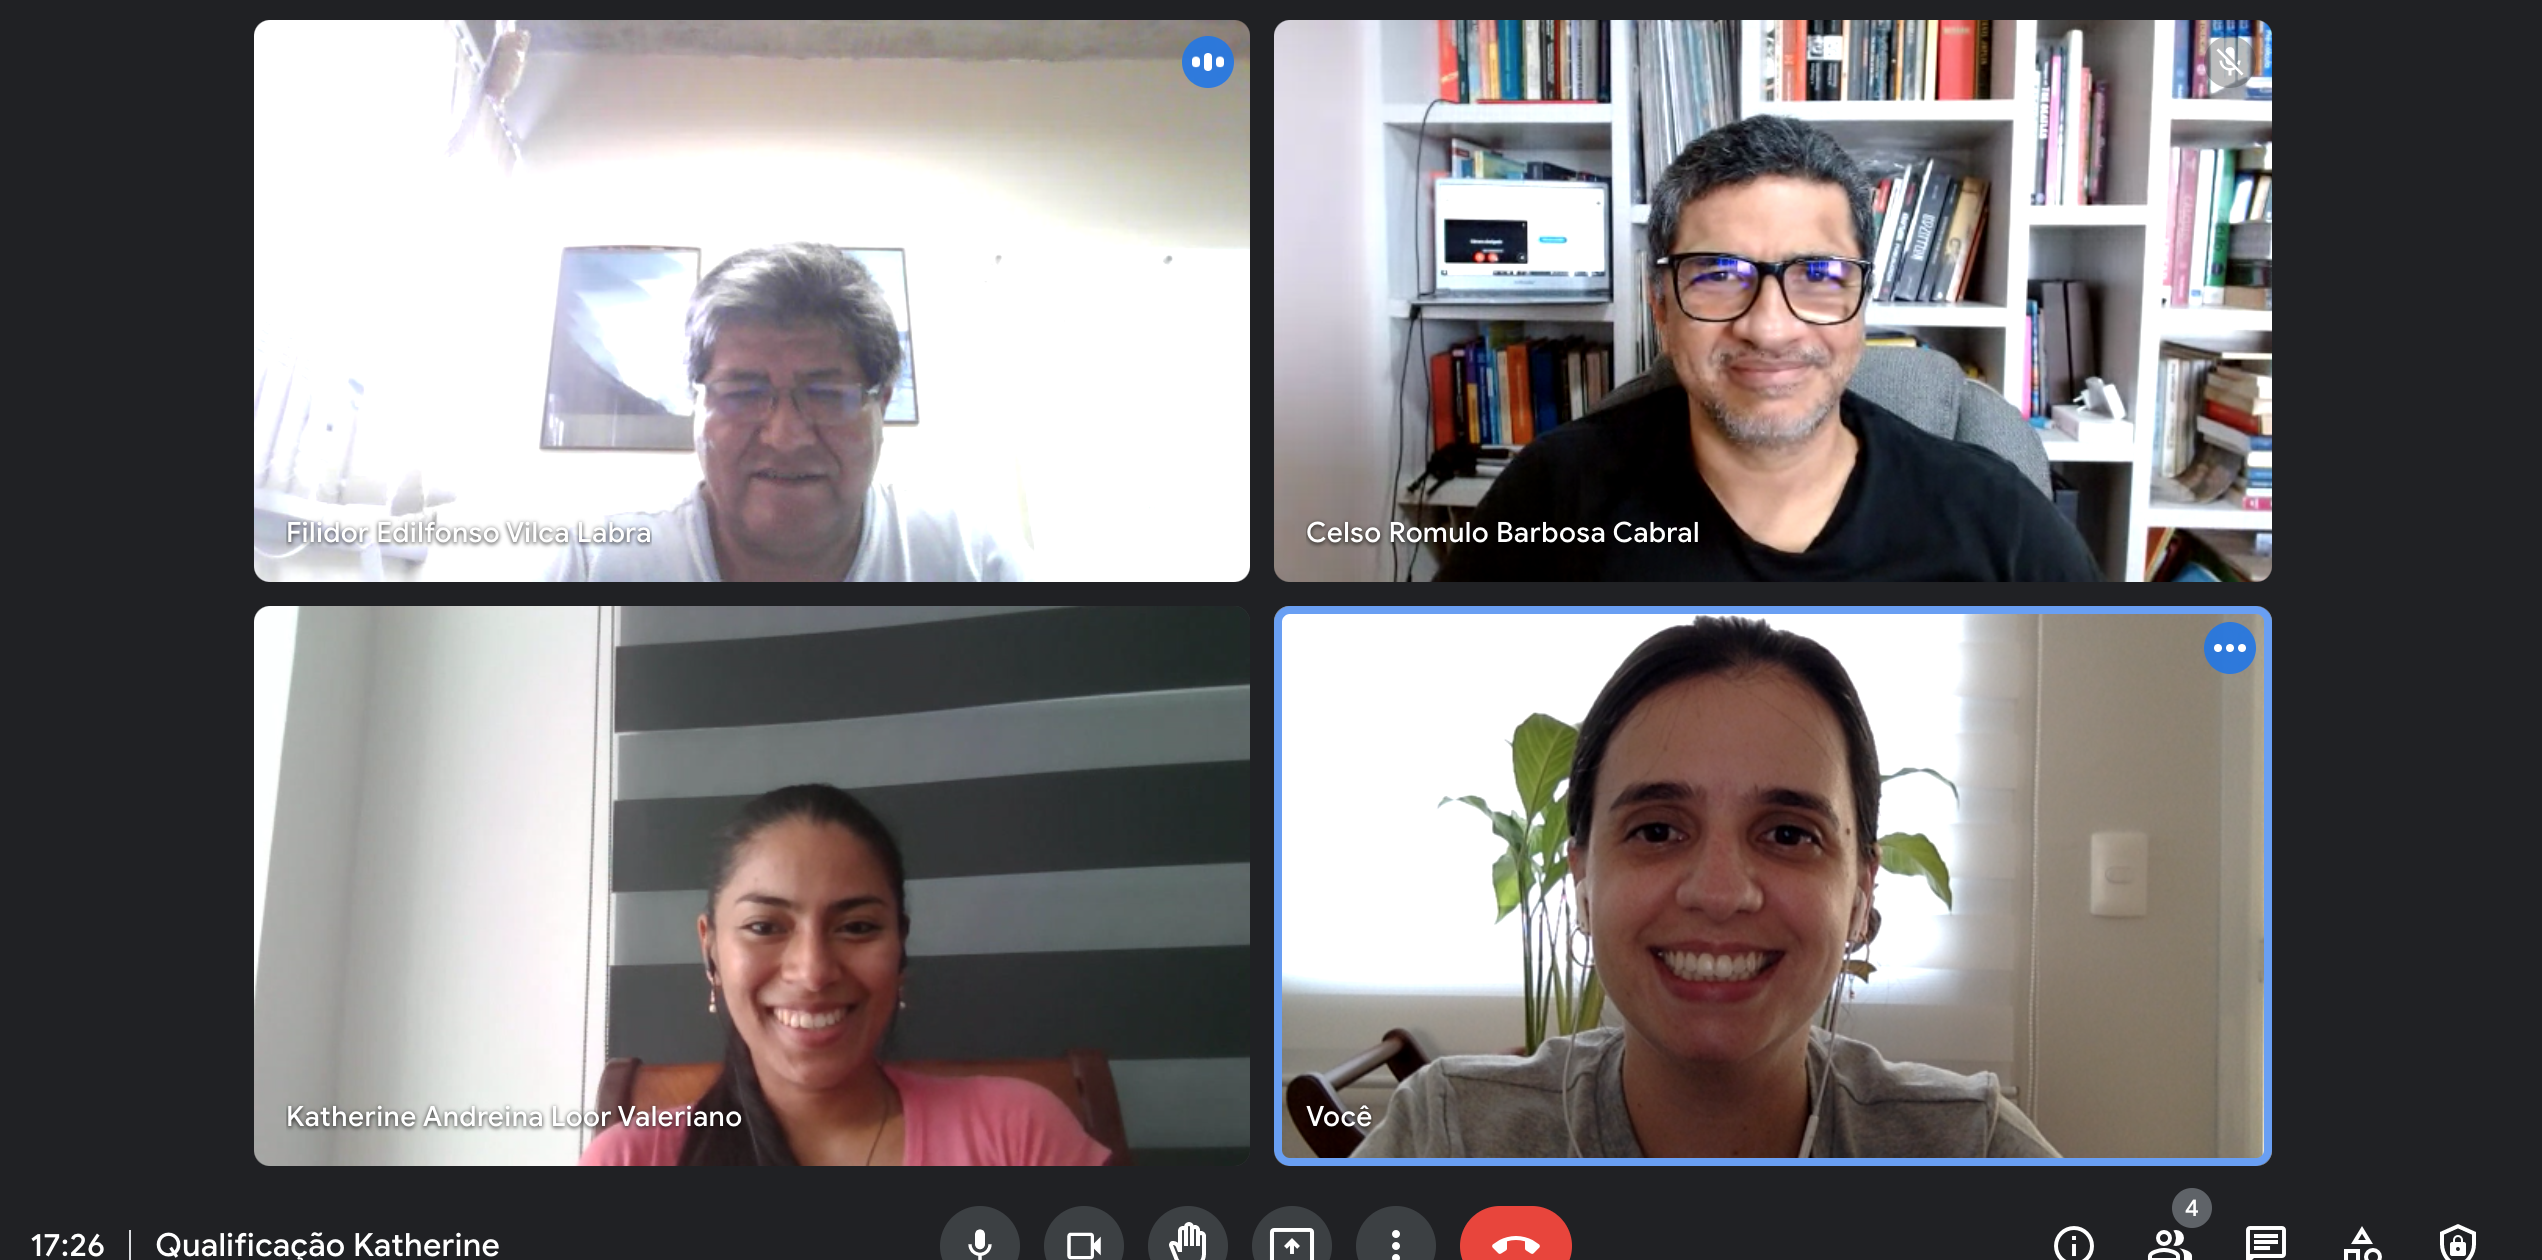 Filidor Edilfonso Vilca Labra
Celso Romulo Barbosa Cabral
Katherine Andreina Loor Valeriano
Você
4
17:26 | Qualificação Katherine